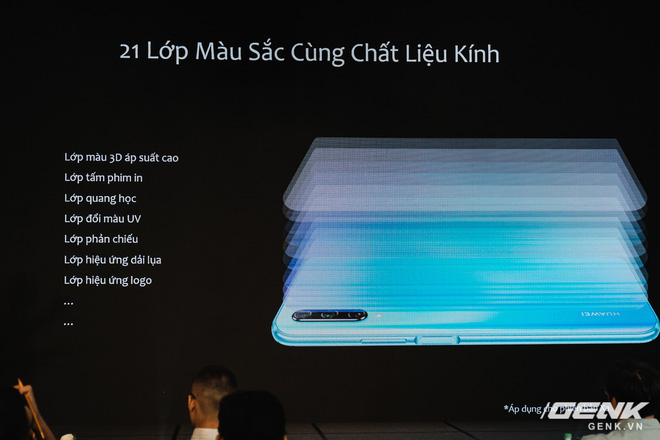 21 Lớp Màu Sắc Cùng Chất Liệu Kính
Lớp màu 3D áp suất cao
Lớp tấm phim in
Lớp quang học
Lớp đổi màu UV
Lớp phản chiếu
Lớp hiệu ứng dải lụa
Lớp hiệu ứng logo
...
...
HUAWEI
*Áp dụng
GENK
GENK.VN